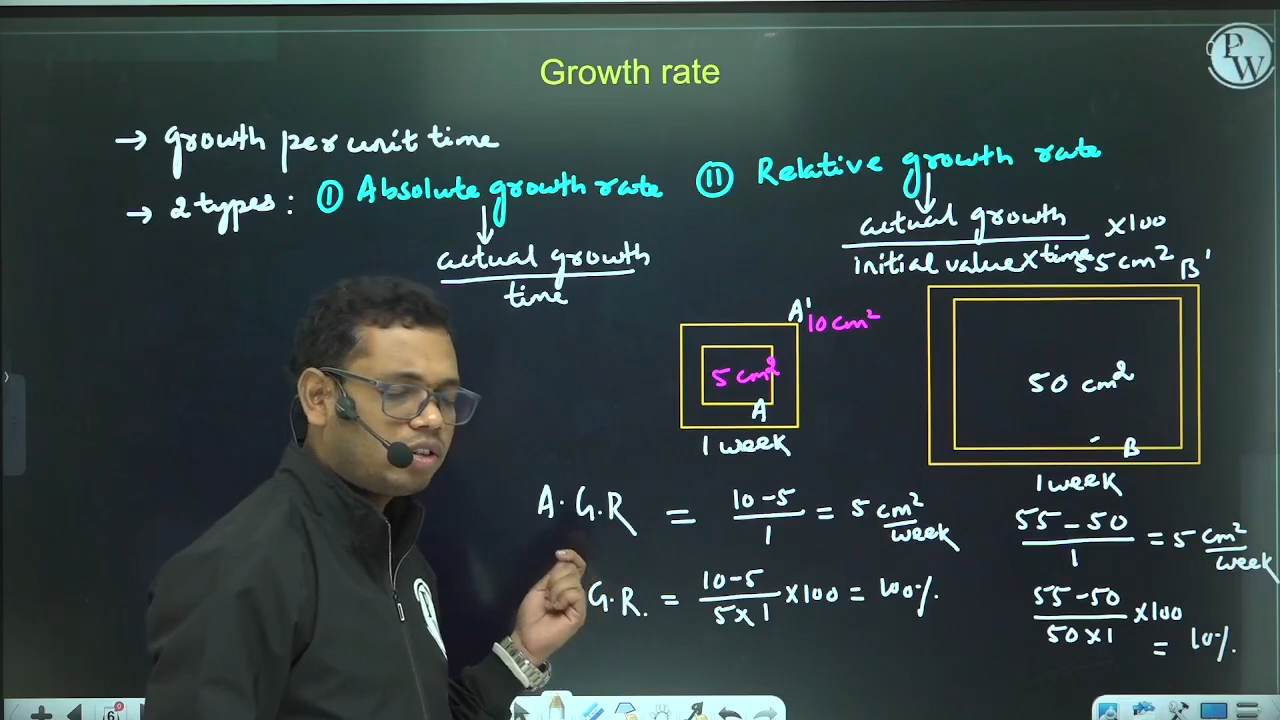 Growth rate
PW
→ growth per unit time
→ 2 types : I Absolute growth rate II Relative growth rate
actual growth
time
actual growth ×100
initial value × time
A' 10 cm²
5 cm²
A
1 week
55 cm² B'
50 cm²
B
1 week
A.G.R = 10-5 / 1 = 5 cm²/week
55-50 / 1 = 5 cm²/week
G.R. = 10-5 / 5×1 ×100 = 100%
55-50 / 50×1 ×100 = 10%
6